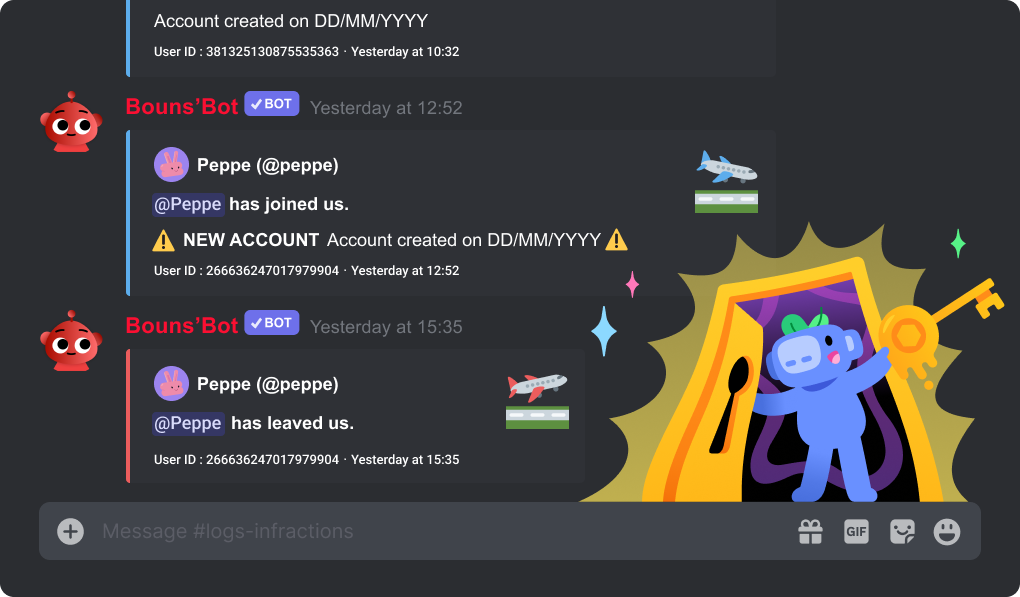 Account created on DD/MM/YYYY
User ID : 381325130875535363 · Yesterday at 10:32
Bouns’Bot ✓BOT Yesterday at 12:52
Peppe (@peppe)
@Peppe has joined us.
⚠️ NEW ACCOUNT Account created on DD/MM/YYYY ⚠️
User ID : 266636247017979904 · Yesterday at 12:52
Bouns’Bot ✓BOT Yesterday at 15:35
Peppe (@peppe)
@Peppe has leaved us.
User ID : 266636247017979904 · Yesterday at 15:35
Message #logs-infractions
GIF